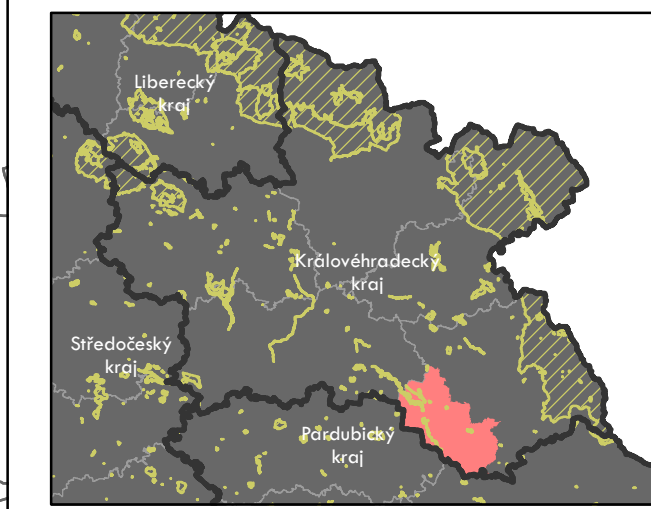 Liberecký
kraj
Královéhradecký
kraj
Středočeský
kraj
Pardubický
kraj